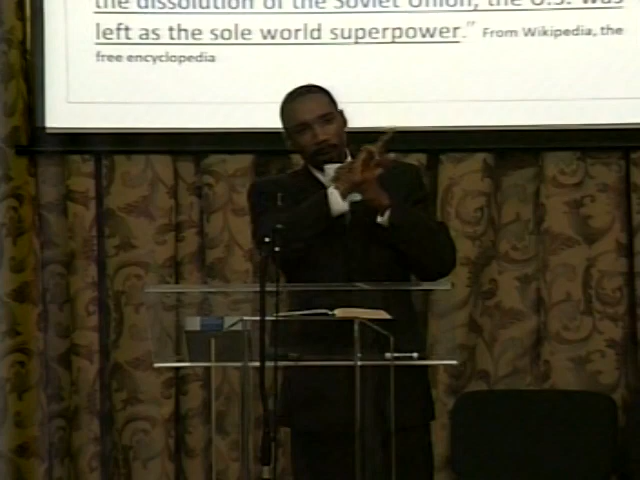 the dissolution of the Soviet Union, the U.S. was
left as the sole world superpower.” From Wikipedia, the
free encyclopedia